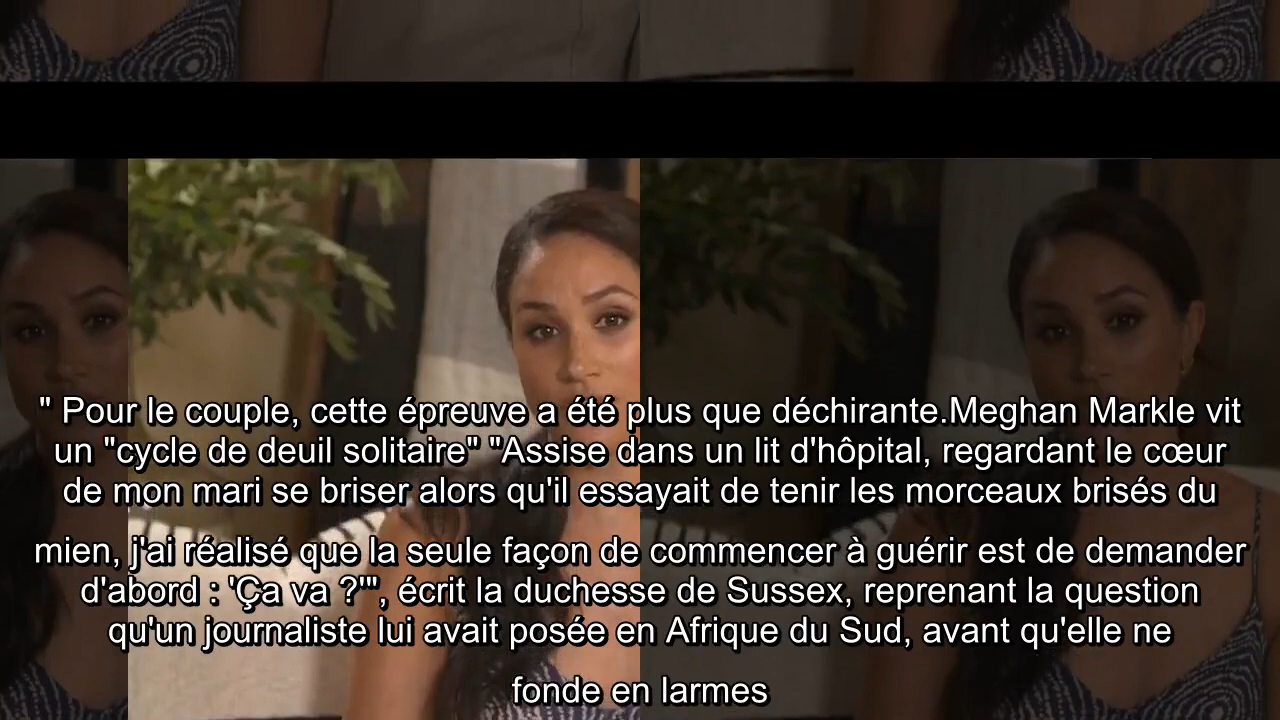 " Pour le couple, cette épreuve a été plus que déchirante.Meghan Markle vit
un "cycle de deuil solitaire" "Assise dans un lit d'hôpital, regardant le cœur
de mon mari se briser alors qu'il essayait de tenir les morceaux brisés du
mien, j'ai réalisé que la seule façon de commencer à guérir est de demander
d'abord : 'Ça va ?'", écrit la duchesse de Sussex, reprenant la question
qu'un journaliste lui avait posée en Afrique du Sud, avant qu'elle ne
fonde en larmes